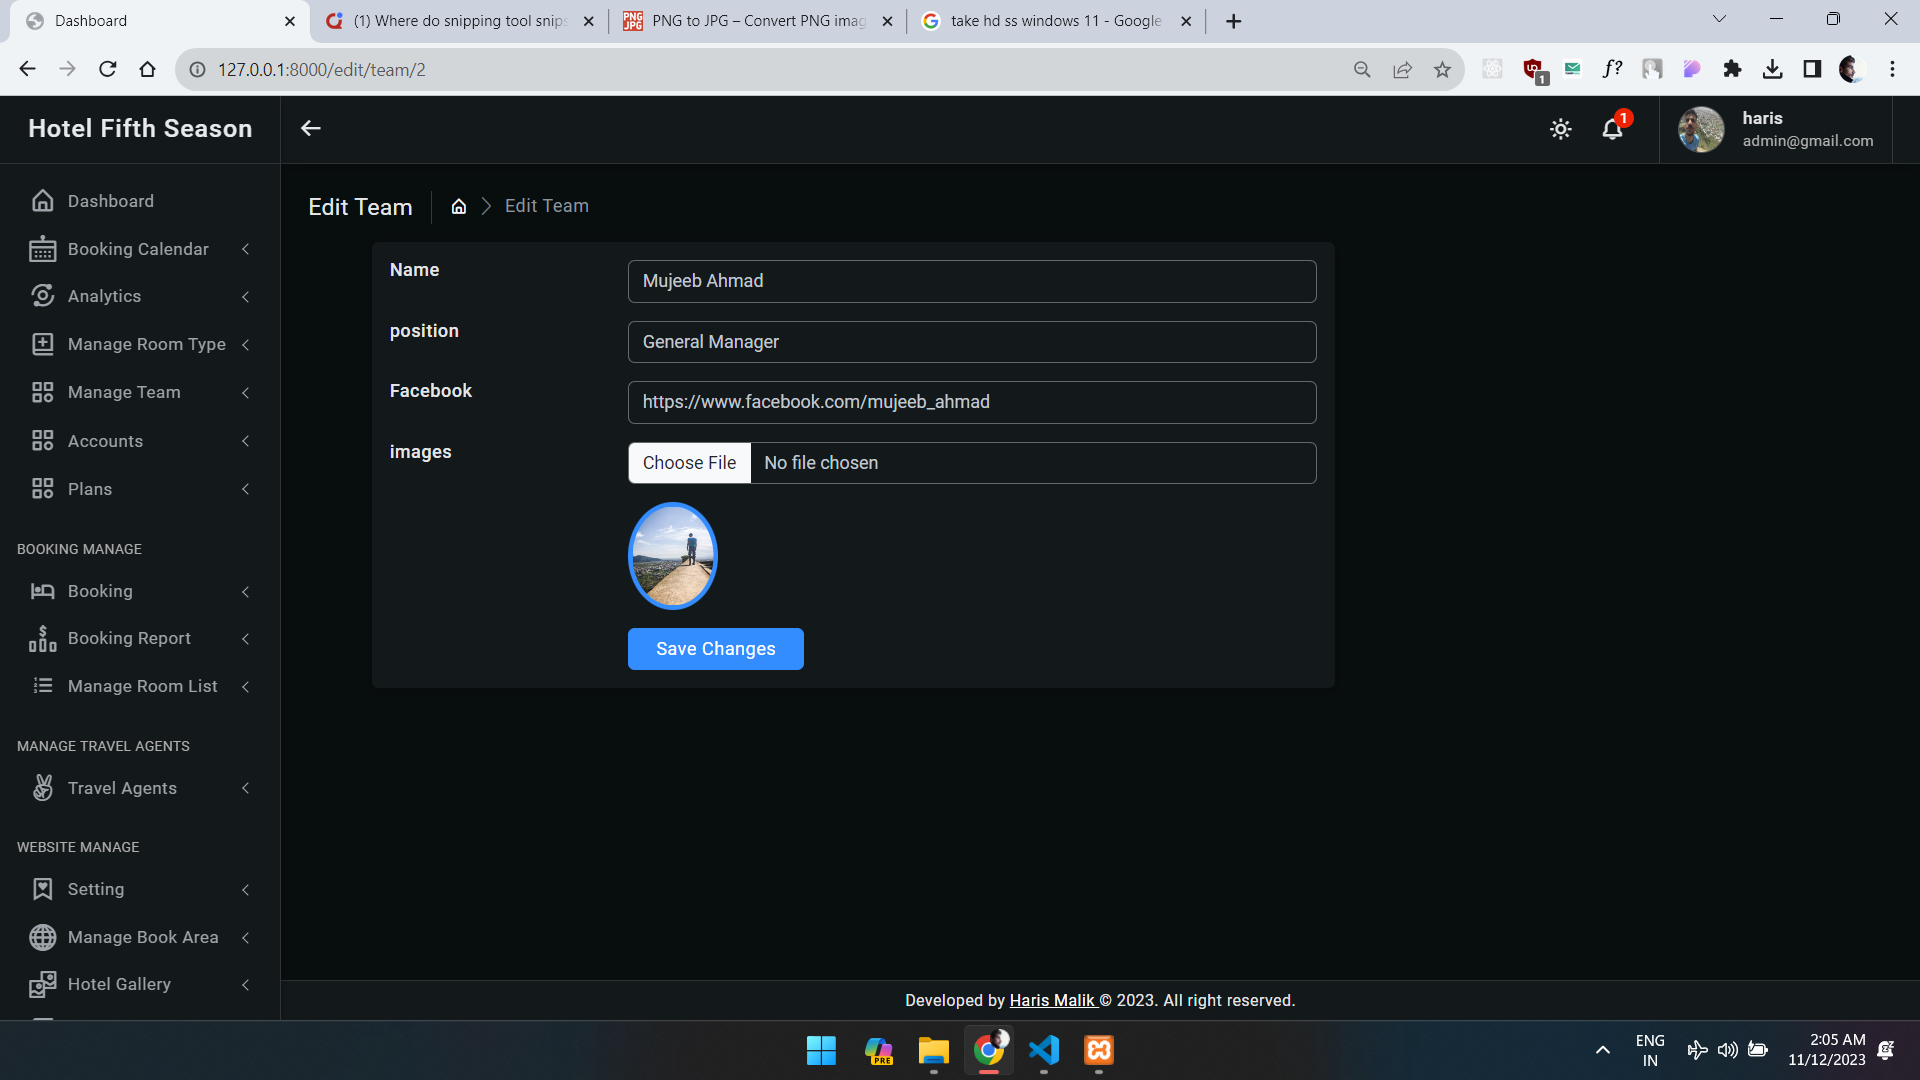 Dashboard
(1) Where do snipping tool snips
PNG to JPG – Convert PNG imag
take hd ss windows 11 - Google
127.0.0.1:8000/edit/team/2
1
Hotel Fifth Season
1
haris
admin@gmail.com
Dashboard
Booking Calendar
Analytics
Manage Room Type
Manage Team
Accounts
Plans
BOOKING MANAGE
Booking
Booking Report
Manage Room List
MANAGE TRAVEL AGENTS
Travel Agents
WEBSITE MANAGE
Setting
Manage Book Area
Hotel Gallery
Edit Team
Edit Team
Name
Mujeeb Ahmad
position
General Manager
Facebook
https://www.facebook.com/mujeeb_ahmad
images
Choose File
No file chosen
Save Changes
Developed by Haris Malik © 2023. All right reserved.
PRE
ENG
IN
2:05 AM
11/12/2023